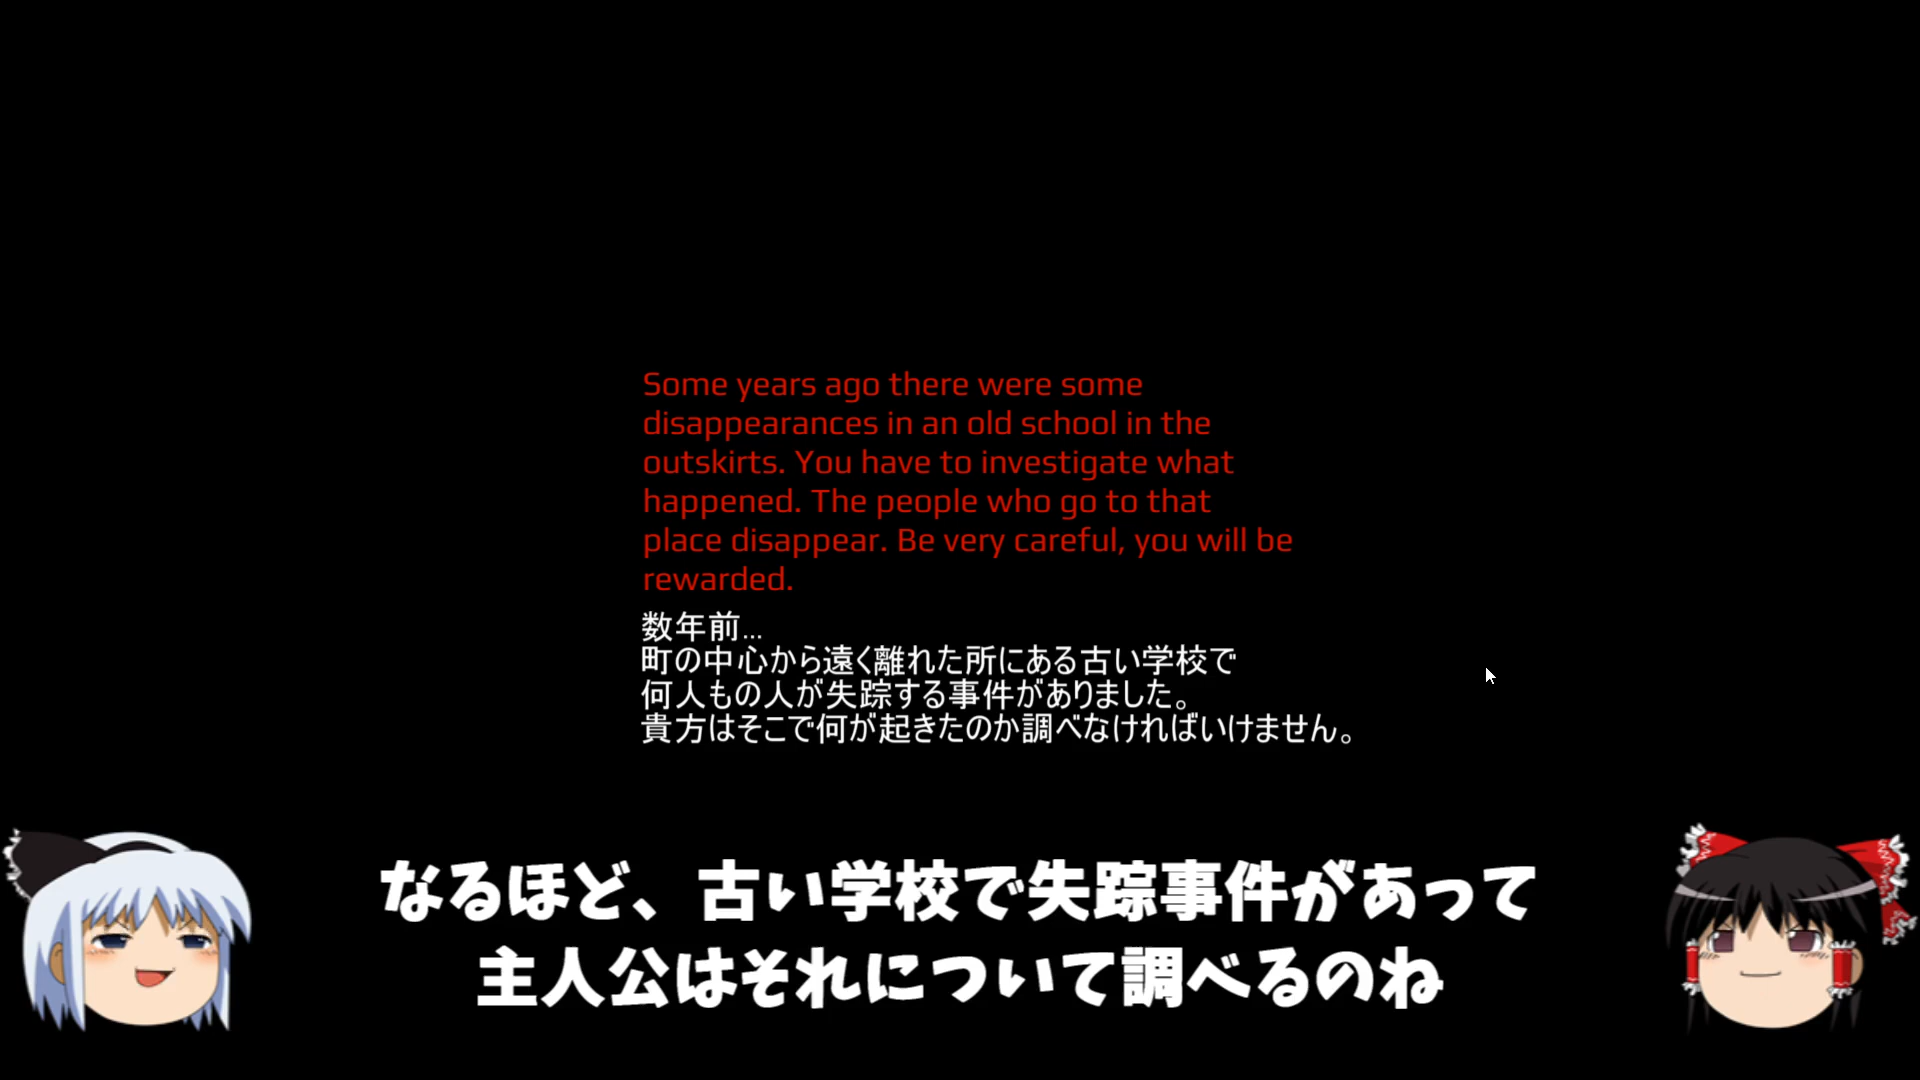 Some years ago there were some
disappearances in an old school in the
outskirts. You have to investigate what
happened. The people who go to that
place disappear. Be very careful, you will be
rewarded.
数年前...
町の中心から遠く離れた所にある古い学校で
何人もの人が失踪する事件がありました。
貴方はそこで何が起きたのか調べなければいけません。
なるほど、古い学校で失踪事件があって
主人公はそれについて調べるのね